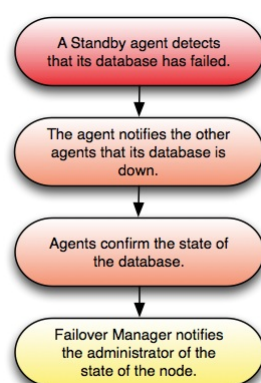 A Standby agent detects
that its database has failed.
The agent notifies the other
agents that its database is
down.
Agents confirm the state of
the database.
Failover Manager notifies
the administrator of the
state of the node.